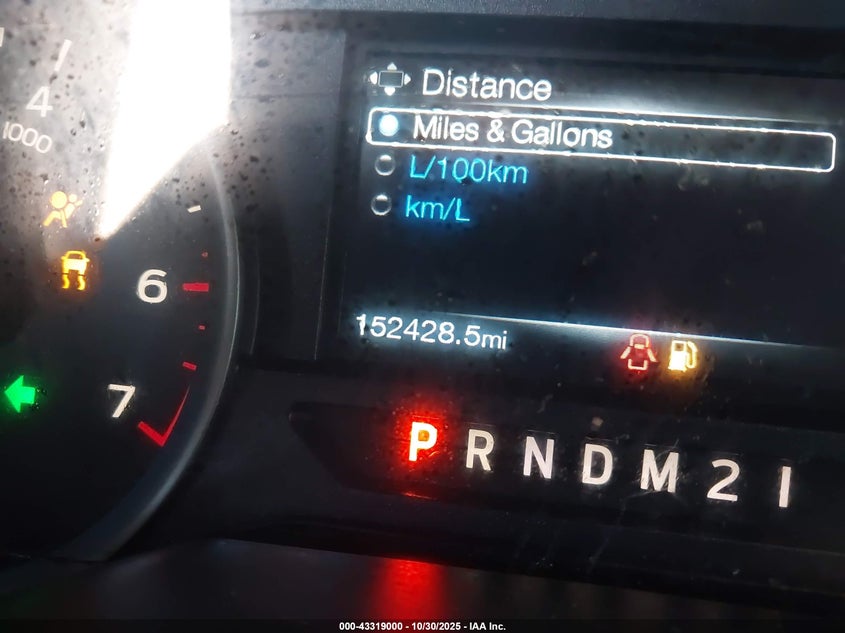 Distance
Miles & Gallons
L/100km
km/L
4
1000
6
7
152428.5mi
P R N D M 2 1
000-43319000 - 10/30/2025 - IAA Inc.